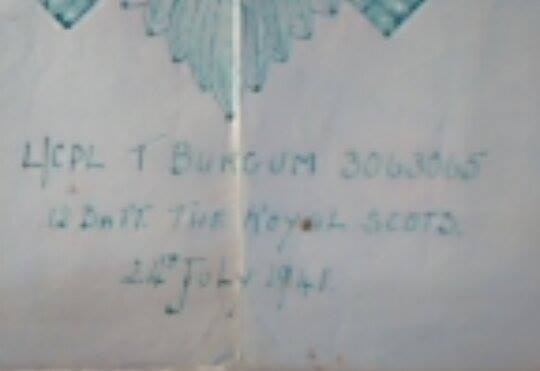 L/CPL T BURGUM 3063065
12 BATT. THE ROYAL SCOTS.
24TH JULY 1941.